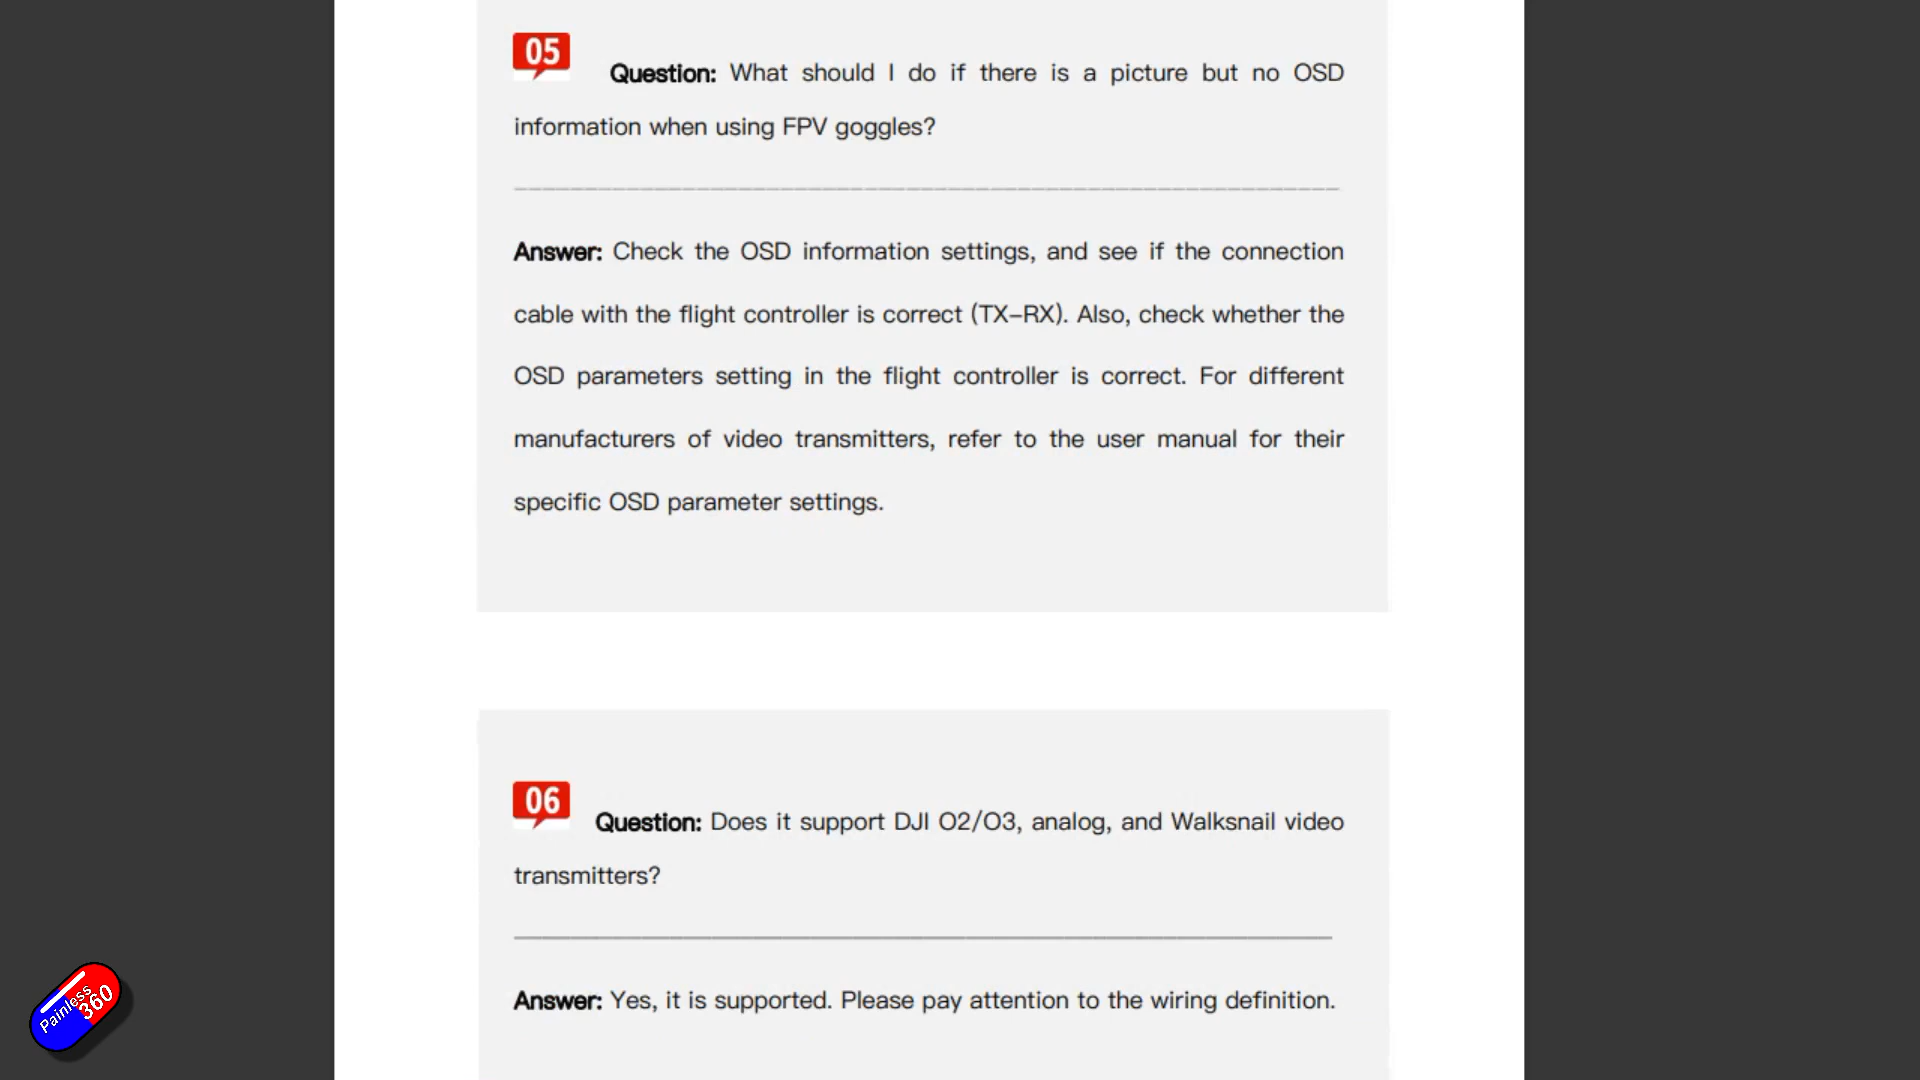 05
Question: What should I do if there is a picture but no OSD
information when using FPV goggles?
Answer: Check the OSD information settings, and see if the connection
cable with the flight controller is correct (TX-RX). Also, check whether the
OSD parameters setting in the flight controller is correct. For different
manufacturers of video transmitters, refer to the user manual for their
specific OSD parameter settings.
06
Question: Does it support DJI O2/O3, analog, and Walksnail video
transmitters?
Answer: Yes, it is supported. Please pay attention to the wiring definition.
Painless
360